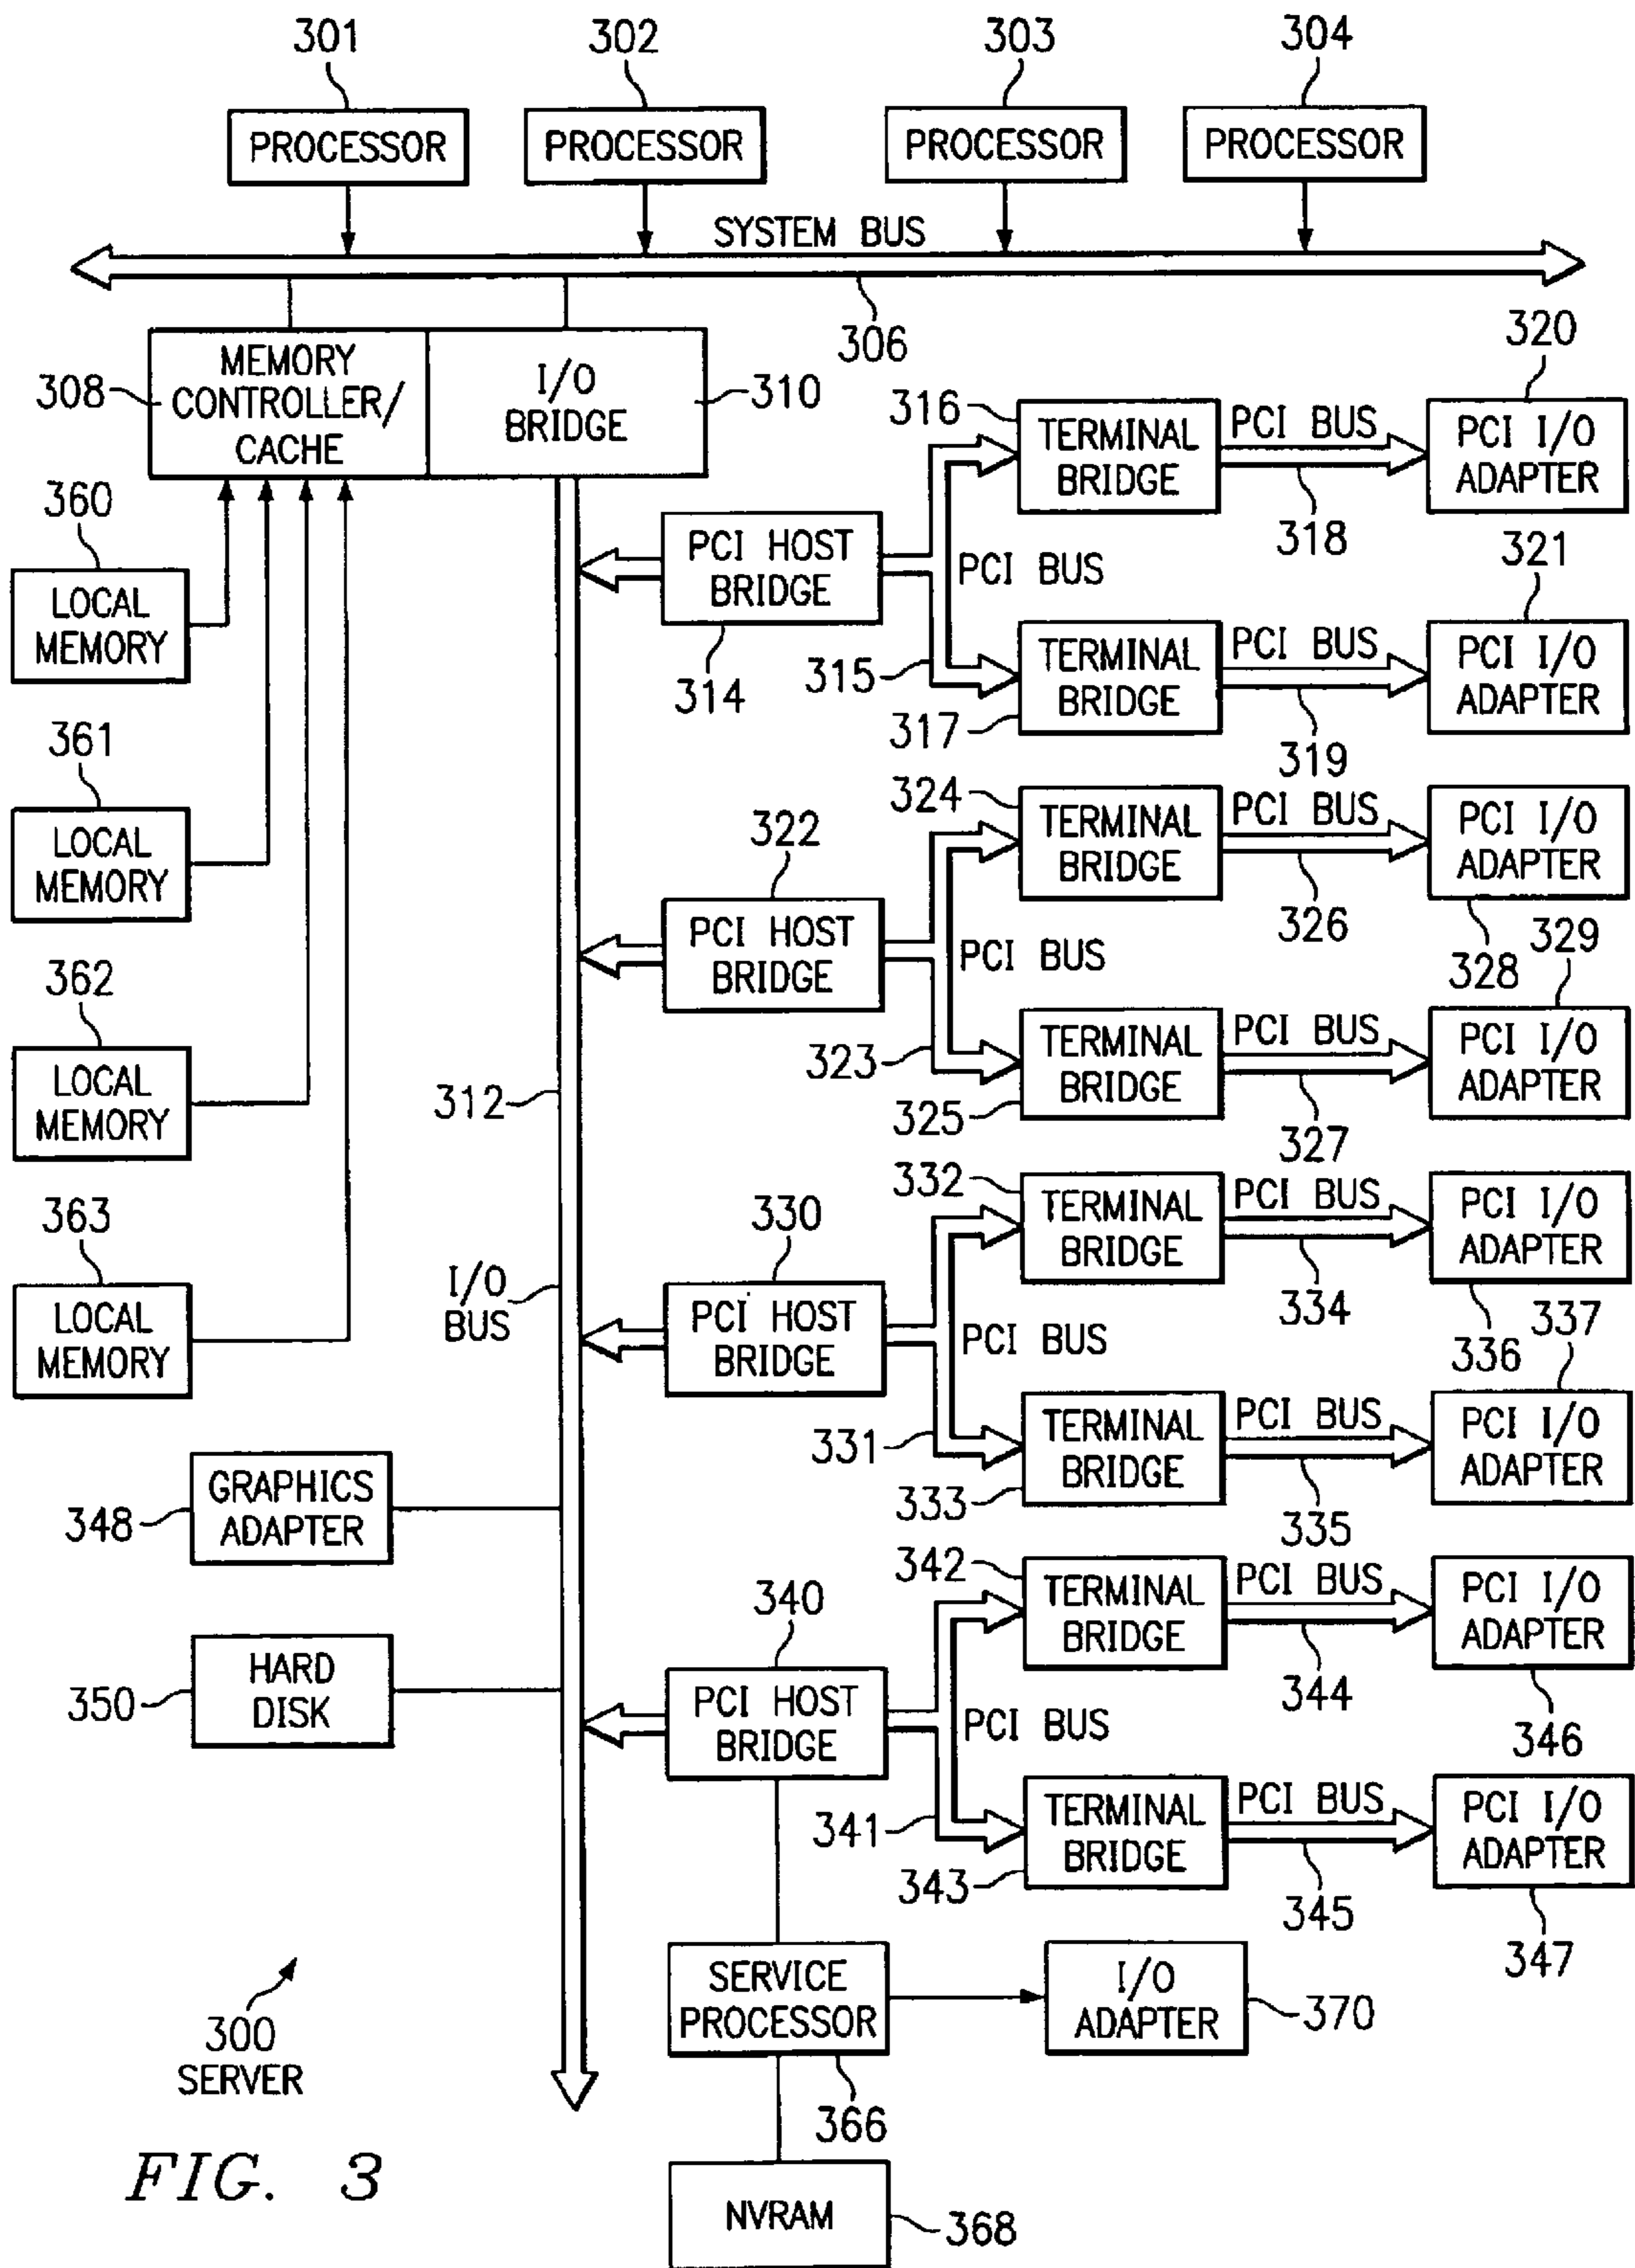 301
302
303
304
PROCESSOR
PROCESSOR
PROCESSOR
PROCESSOR
SYSTEM BUS
306
308
MEMORY
CONTROLLER/
CACHE
I/O
BRIDGE
310
316
TERMINAL
BRIDGE
PCI BUS
318
320
PCI I/O
ADAPTER
360
LOCAL
MEMORY
PCI HOST
BRIDGE
314
PCI BUS
315
317
TERMINAL
BRIDGE
PCI BUS
319
321
PCI I/O
ADAPTER
361
LOCAL
MEMORY
322
PCI HOST
BRIDGE
324
TERMINAL
BRIDGE
PCI BUS
326
PCI I/O
ADAPTER
328
PCI BUS
323
325
TERMINAL
BRIDGE
PCI BUS
327
329
PCI I/O
ADAPTER
362
LOCAL
MEMORY
312
363
LOCAL
MEMORY
I/O
BUS
330
PCI HOST
BRIDGE
332
TERMINAL
BRIDGE
PCI BUS
334
PCI I/O
ADAPTER
336
PCI BUS
331
333
TERMINAL
BRIDGE
PCI BUS
335
337
PCI I/O
ADAPTER
348
GRAPHICS
ADAPTER
350
HARD
DISK
340
PCI HOST
BRIDGE
342
TERMINAL
BRIDGE
PCI BUS
344
PCI I/O
ADAPTER
346
PCI BUS
341
343
TERMINAL
BRIDGE
PCI BUS
345
PCI I/O
ADAPTER
347
SERVICE
PROCESSOR
366
I/O
ADAPTER
370
300
SERVER
NVRAM
368
FIG. 3